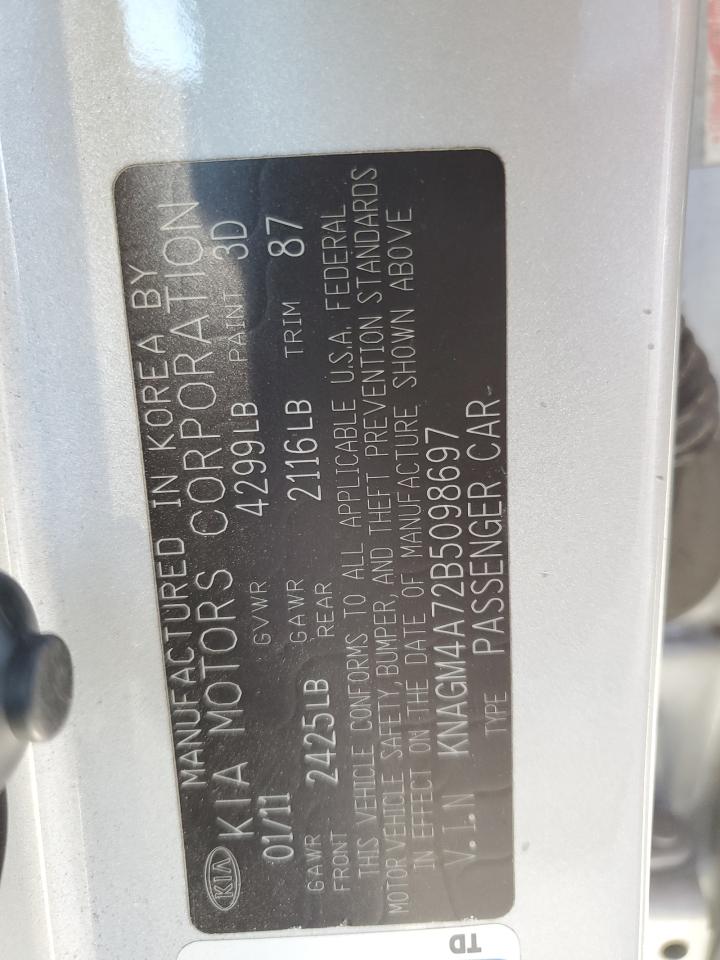 MANUFACTURED IN KOREA BY
KIA KIA MOTORS CORPORATION
01/11 GVWR 4299LB PAINT 3D
GAWR FRONT 2425LB GAWR REAR 2116LB TRIM 87
THIS VEHICLE CONFORMS TO ALL APPLICABLE U.S.A. FEDERAL
MOTOR VEHICLE SAFETY, BUMPER, AND THEFT PREVENTION STANDARDS
IN EFFECT ON THE DATE OF MANUFACTURE SHOWN ABOVE
V.I.N KNAGM4A72B5098697
TYPE PASSENGER CAR
TD